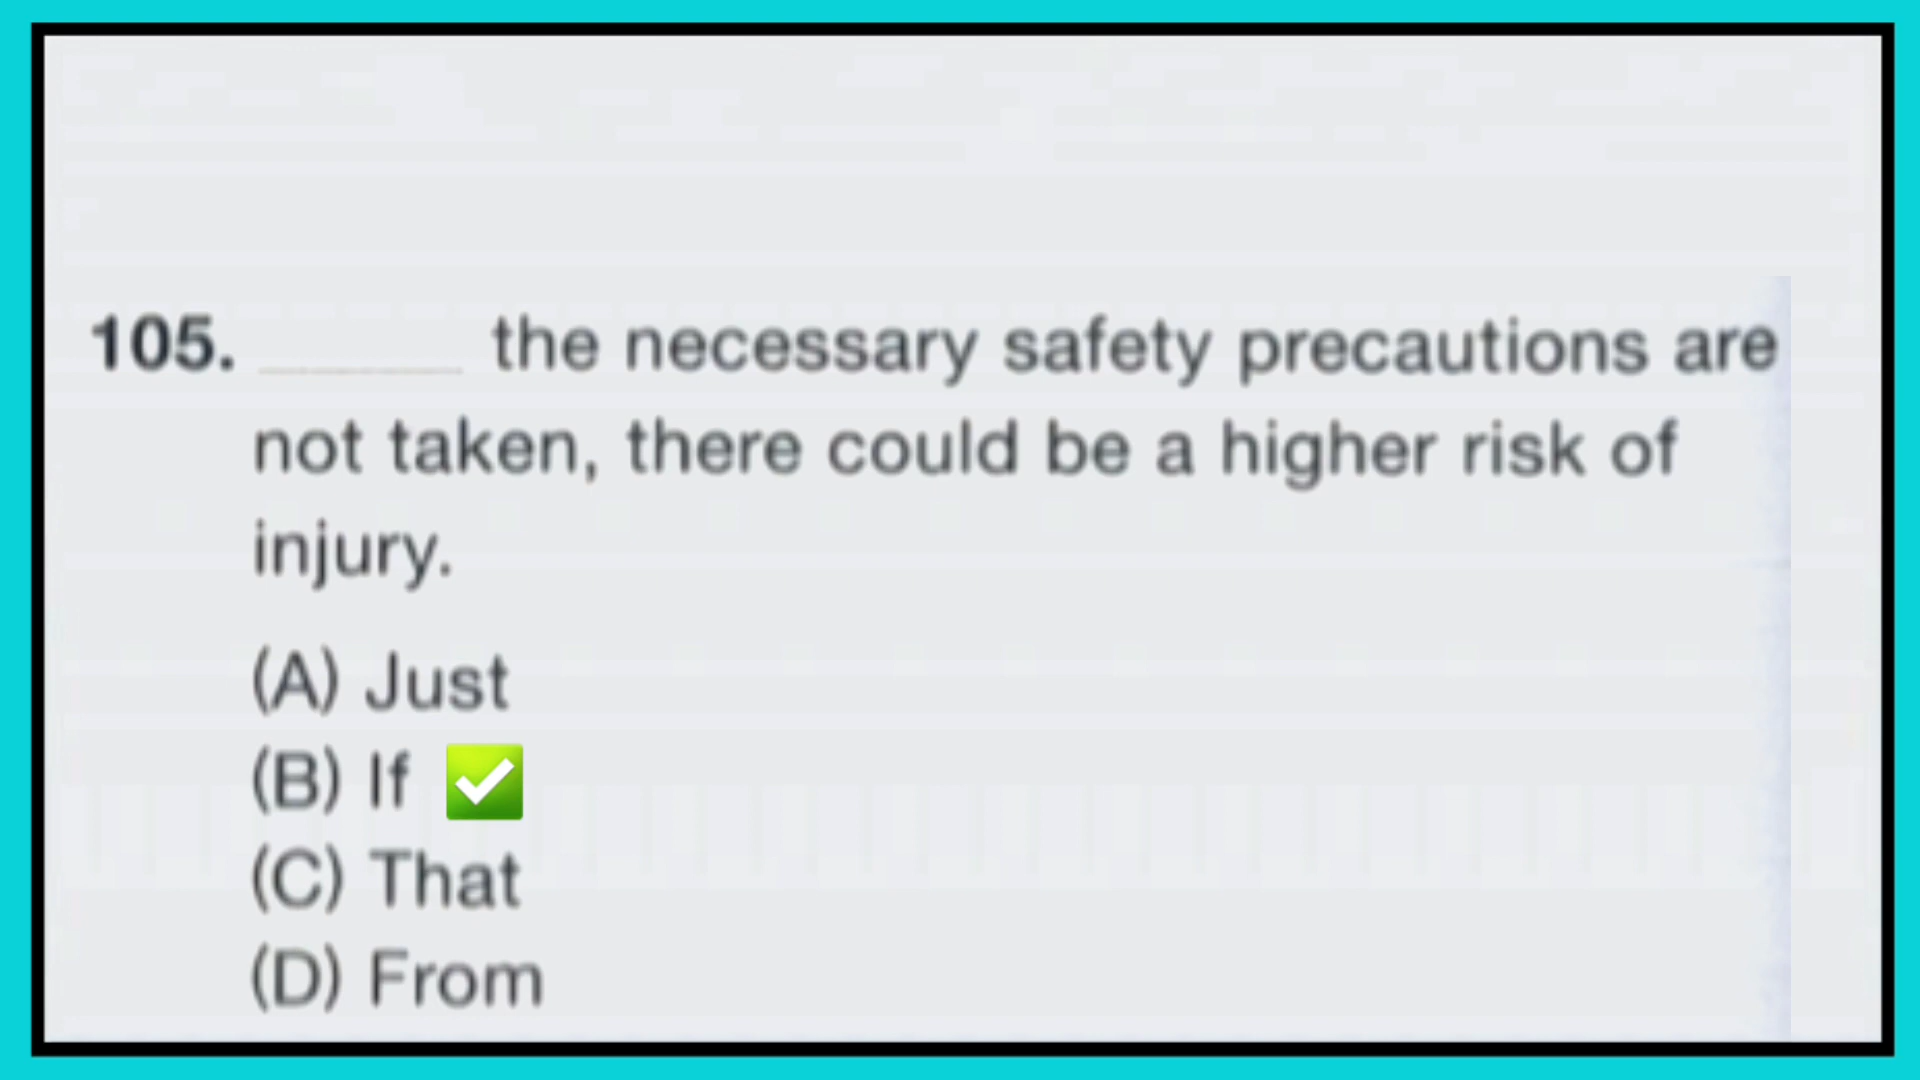 105. ______ the necessary safety precautions are
not taken, there could be a higher risk of
injury.
(A) Just
(B) If ✅
(C) That
(D) From